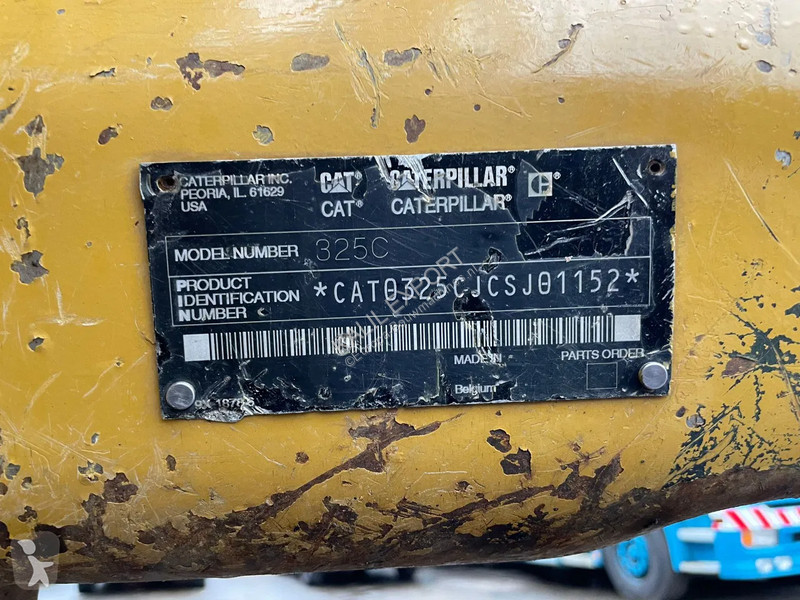 CATERPILLAR INC.
PEORIA, IL. 61629
USA
CAT® CATERPILLAR®
CAT® CATERPILLAR®
MODEL NUMBER 325C
PRODUCT
IDENTIFICATION
NUMBER
*CAT0325CJCSJ01152*
MADE IN
Belgium
PARTS ORDER